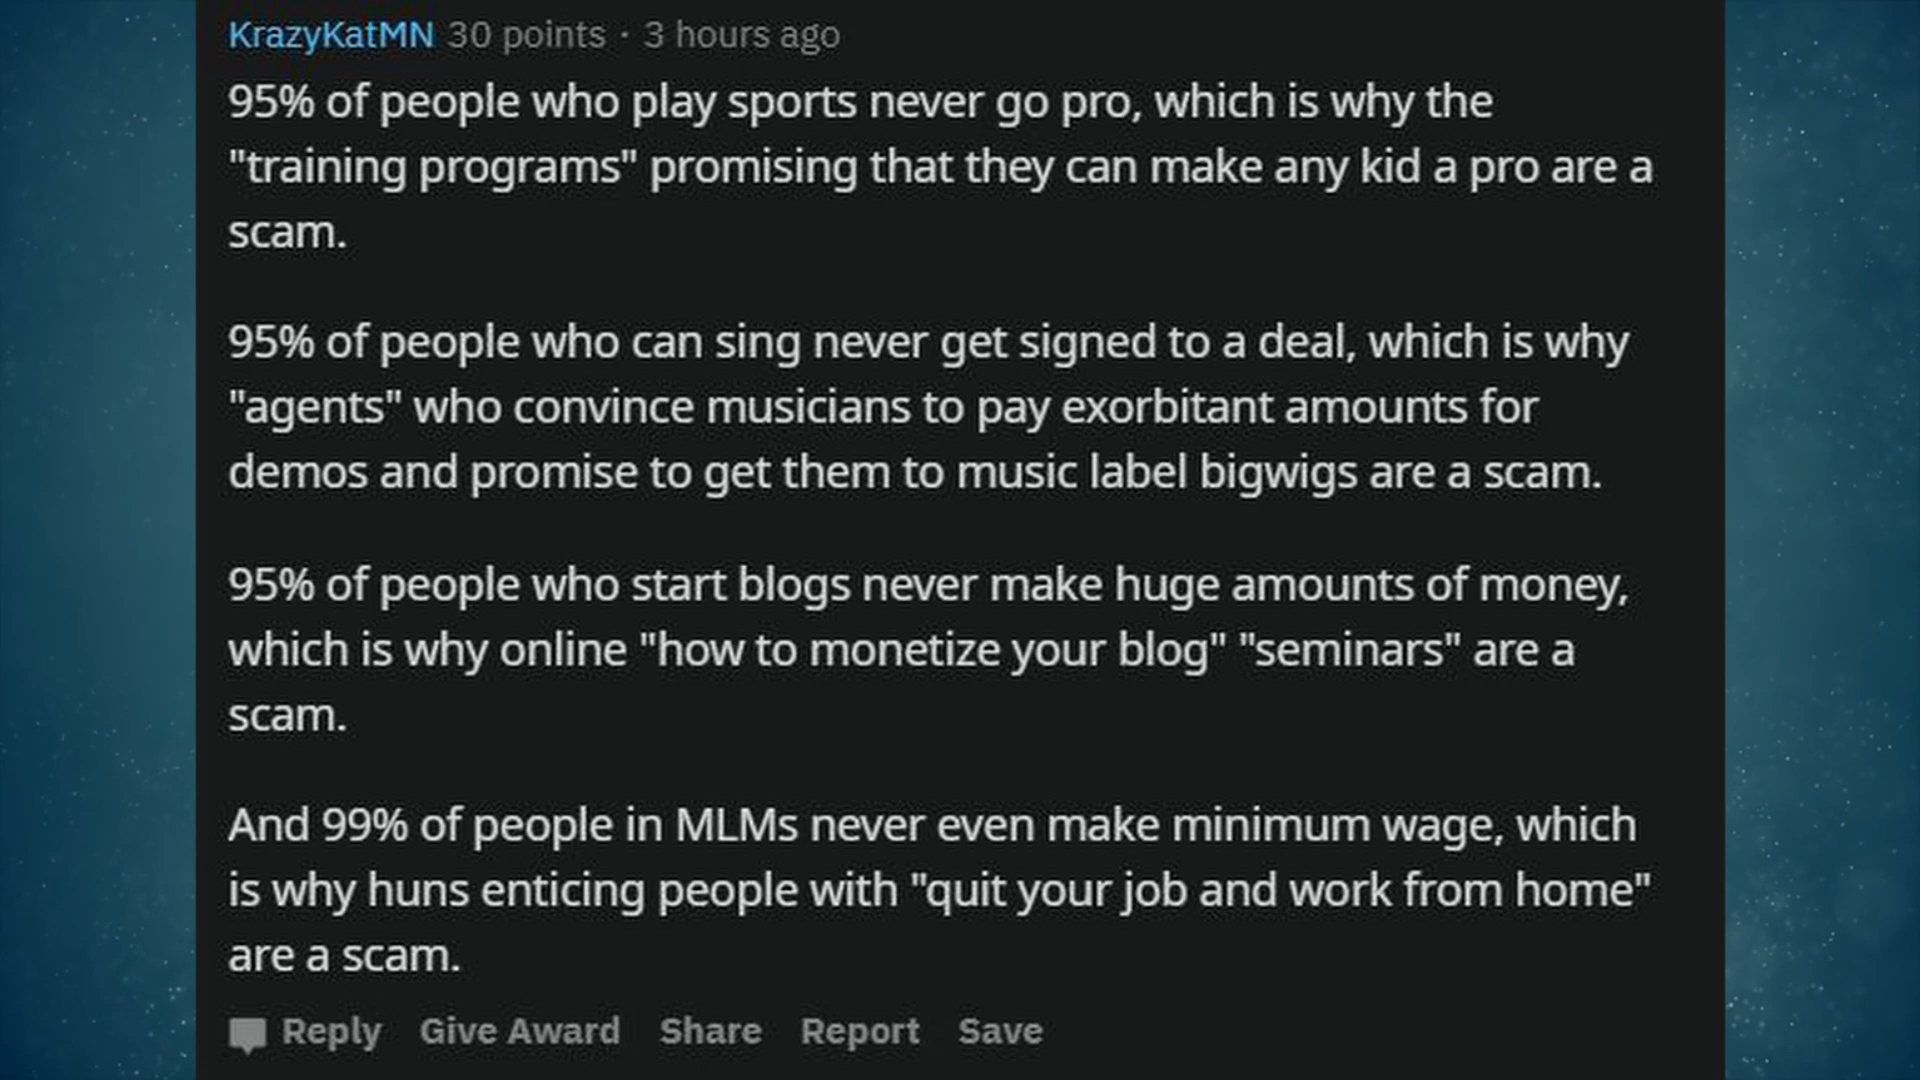 KrazyKatMN 30 points · 3 hours ago
95% of people who play sports never go pro, which is why the
"training programs" promising that they can make any kid a pro are a
scam.
95% of people who can sing never get signed to a deal, which is why
"agents" who convince musicians to pay exorbitant amounts for
demos and promise to get them to music label bigwigs are a scam.
95% of people who start blogs never make huge amounts of money,
which is why online "how to monetize your blog" "seminars" are a
scam.
And 99% of people in MLMs never even make minimum wage, which
is why huns enticing people with "quit your job and work from home"
are a scam.
Reply Give Award Share Report Save